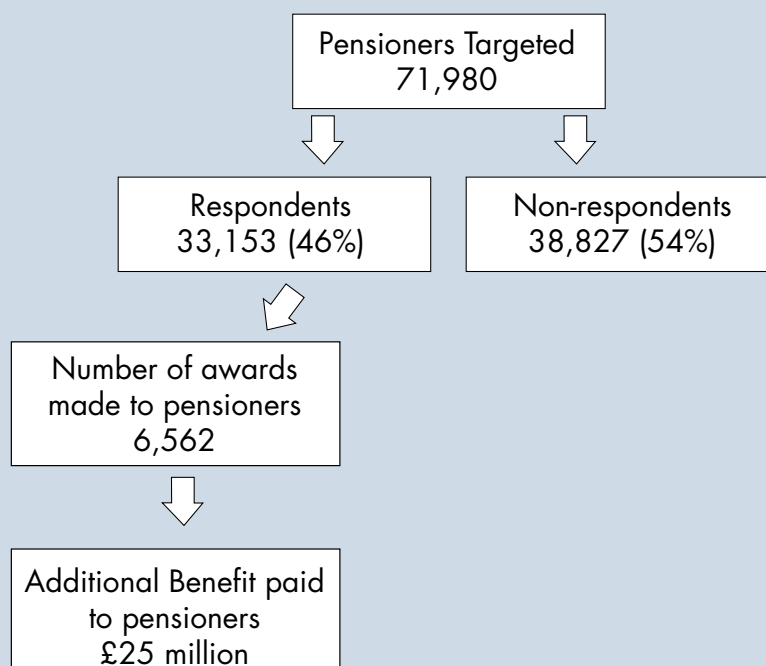 Pensioners Targeted
71,980
Respondents
33,153 (46%)
Non-respondents
38,827 (54%)
Number of awards
made to pensioners
6,562
Additional Benefit paid
to pensioners
£25 million